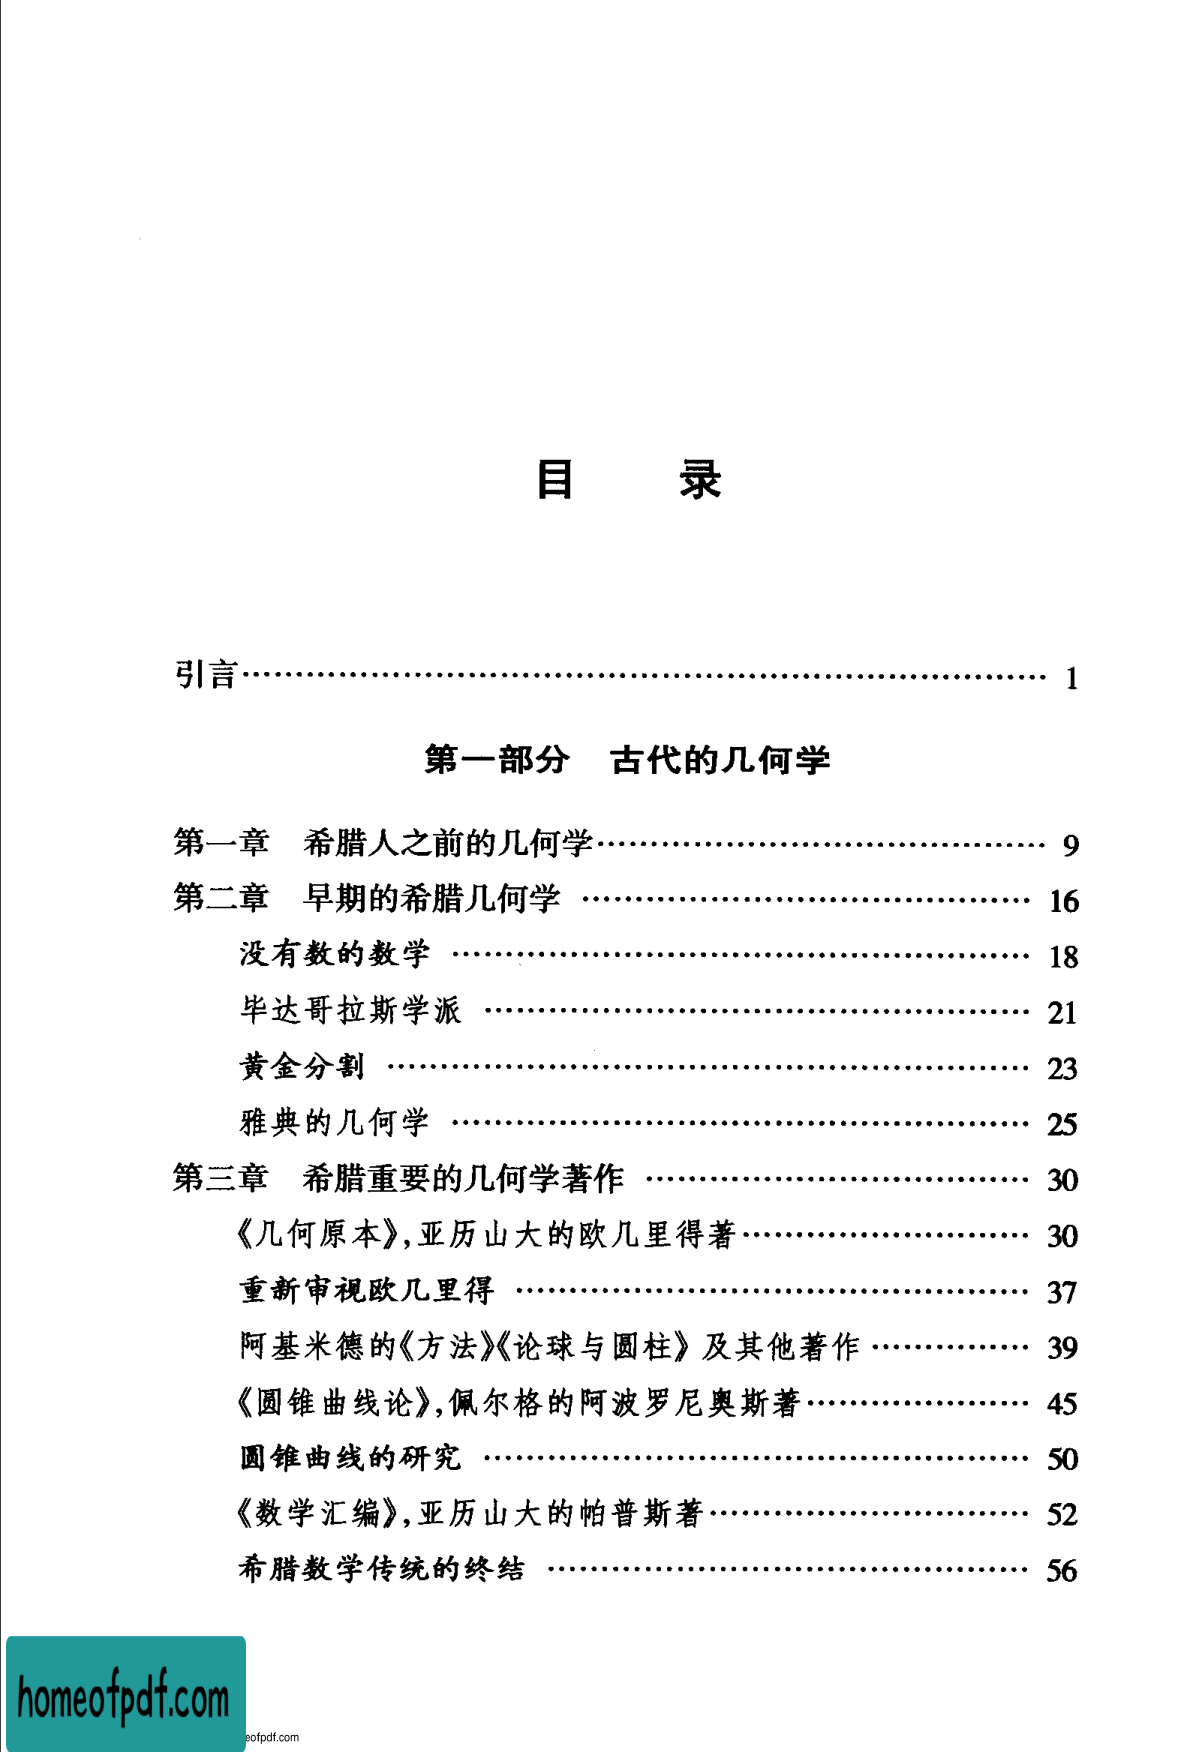 目 录
引言…………………………………………………………………… 1
第一部分 古代的几何学
第一章 希腊人之前的几何学…………………………………… 9
第二章 早期的希腊几何学 …………………………………… 16
没有数的数学 ……………………………………………… 18
毕达哥拉斯学派 …………………………………………… 21
黄金分割 …………………………………………………… 23
雅典的几何学 ……………………………………………… 25
第三章 希腊重要的几何学著作 ……………………………… 30
《几何原本》,亚历山大的欧几里得著……………………… 30
重新审视欧几里得 ………………………………………… 37
阿基米德的《方法》《论球与圆柱》及其他著作 …………… 39
《圆锥曲线论》,佩尔格的阿波罗尼奥斯著………………… 45
圆锥曲线的研究 …………………………………………… 50
《数学汇编》,亚历山大的帕普斯著………………………… 52
希腊数学传统的终结 ……………………………………… 56
homeofpdf.com
eofpdf.com